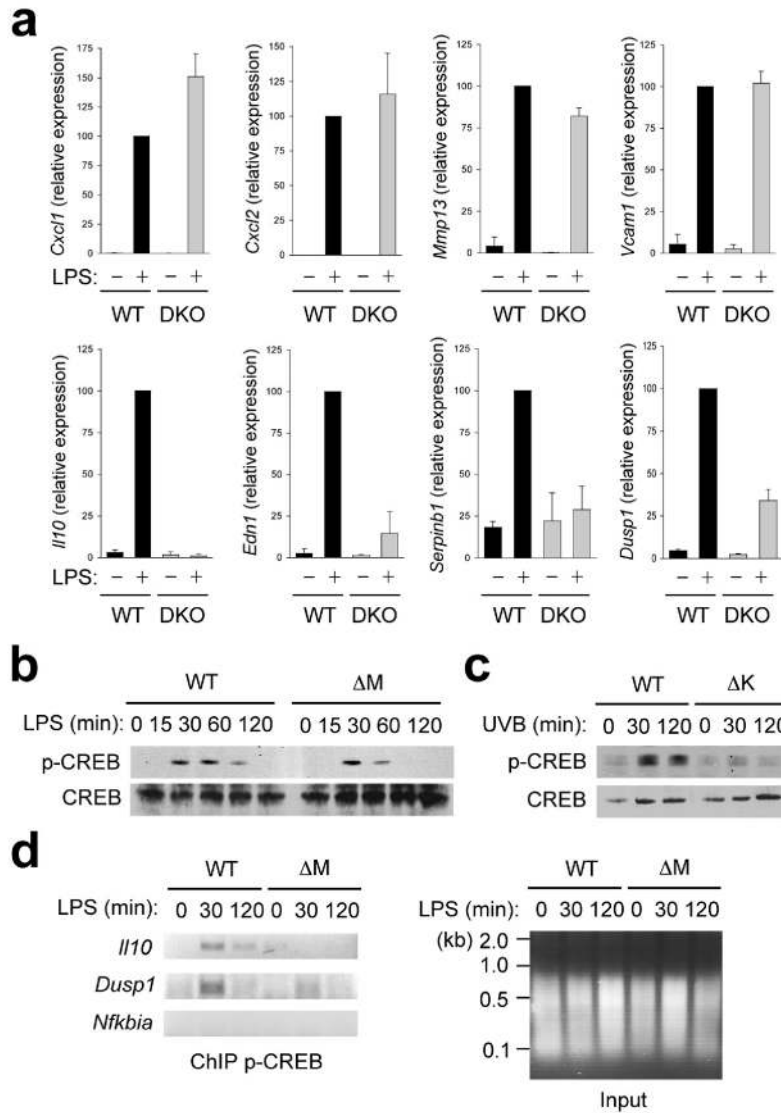 a
Cxcl1 (relative expression)
175
150
125
100
75
50
25
0
Cxcl2 (relative expression)
150
125
100
75
50
25
0
Mmp13 (relative expression)
125
100
75
50
25
0
Vcam1 (relative expression)
125
100
75
50
25
0
LPS: − + − + − + − + − + − + − + − +
WT DKO WT DKO WT DKO WT DKO
Il10 (relative expression)
125
100
75
50
25
0
Edn1 (relative expression)
125
100
75
50
25
0
Serpinb1 (relative expression)
125
100
75
50
25
0
Dusp1 (relative expression)
125
100
75
50
25
0
LPS: − + − + − + − + − + − + − + − +
WT DKO WT DKO WT DKO WT DKO
b
WT ΔM
LPS (min): 0 15 30 60 120 0 15 30 60 120
p-CREB
CREB
c
WT ΔK
UVB (min): 0 30 120 0 30 120
p-CREB
CREB
d
WT ΔM
LPS (min): 0 30 120 0 30 120
Il10
Dusp1
Nfkbia
ChIP p-CREB
WT ΔM
LPS (min): 0 30 120 0 30 120
(kb)
2.0
1.0
0.5
0.1
Input